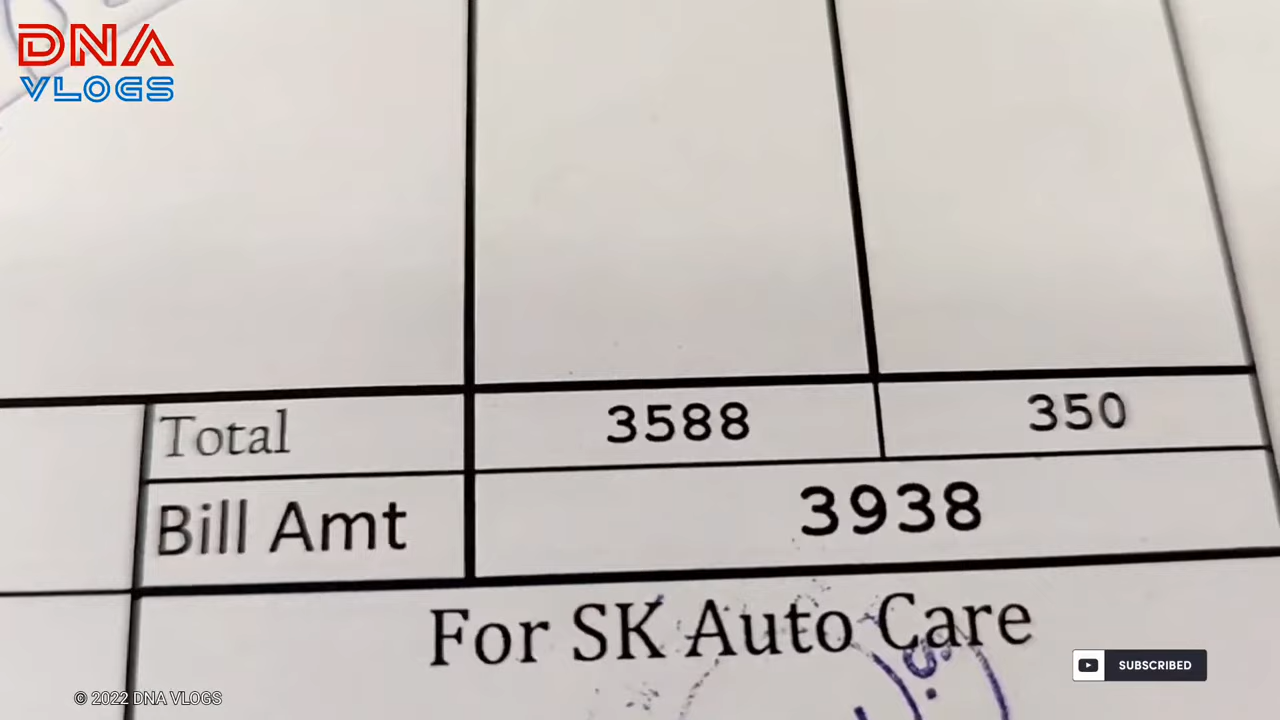 DNA
VLOGS
Total 3588 350
Bill Amt 3938
For SK Auto Care
SUBSCRIBED
© 2022 DNA VLOGS